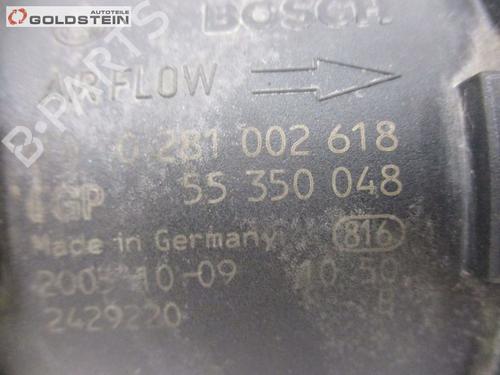 Autoteile
GOLDSTEIN
BOSCH
AIR FLOW
0 281 002 618
GP 55 350 048
Made in Germany 816
2005-10-09 10 50
2429220
B-PARTS